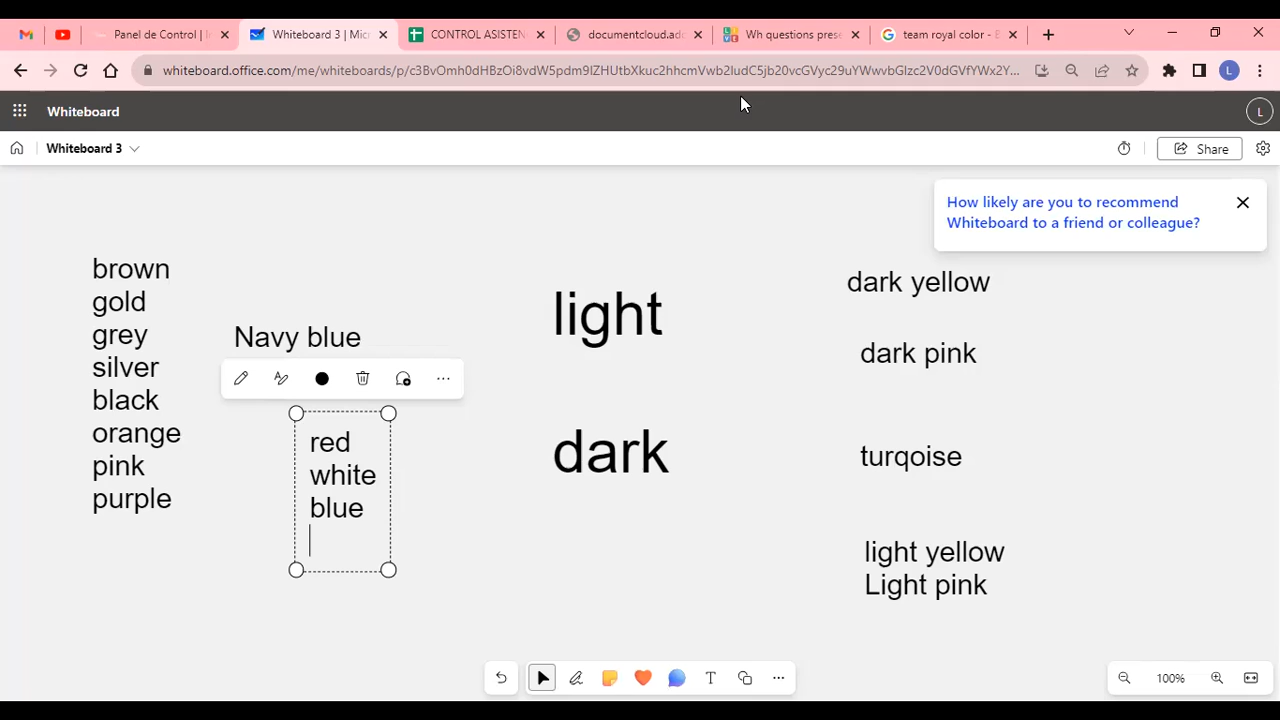 Panel de Control | I
Whiteboard 3 | Micr
CONTROL ASISTEN
documentcloud.ad
Wh questions prese
team royal color - B
whiteboard.office.com/me/whiteboards/p/
L
Whiteboard
L
Whiteboard 3
Share
How likely are you to recommend
Whiteboard to a friend or colleague?
brown
gold
grey
silver
black
orange
pink
purple
Navy blue
red
white
blue
light
dark
dark yellow
dark pink
turqoise
light yellow
Light pink
T
100%